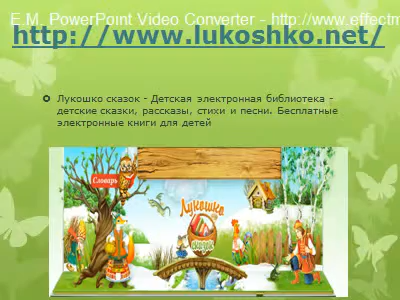 E.M. PowerPoint Video Converter - http://www.effectm
http://www.lukoshko.net/
Лукошко сказок - Детская электронная библиотека -
детские сказки, рассказы, стихи и песни. Бесплатные
электронные книги для детей
Словарь
Лукошко
сказок